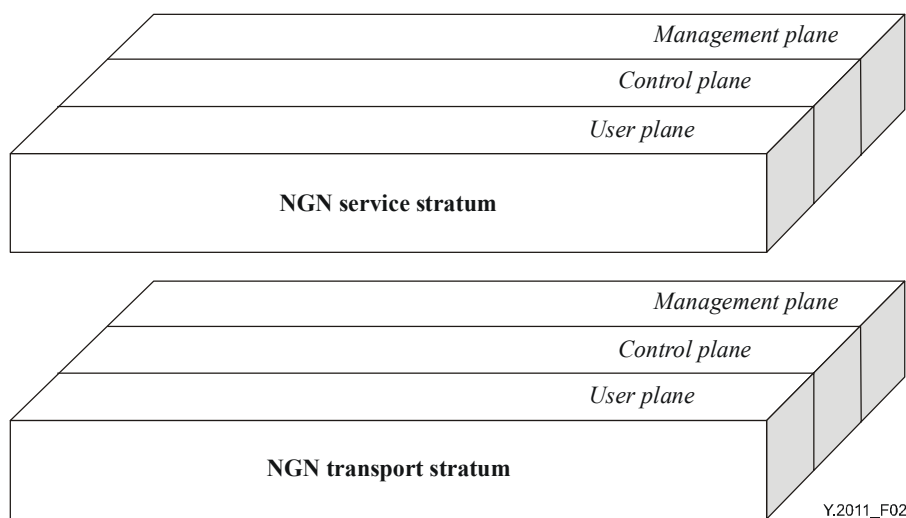 Management plane
Control plane
User plane
NGN service stratum
Management plane
Control plane
User plane
NGN transport stratum
Y.2011_F02